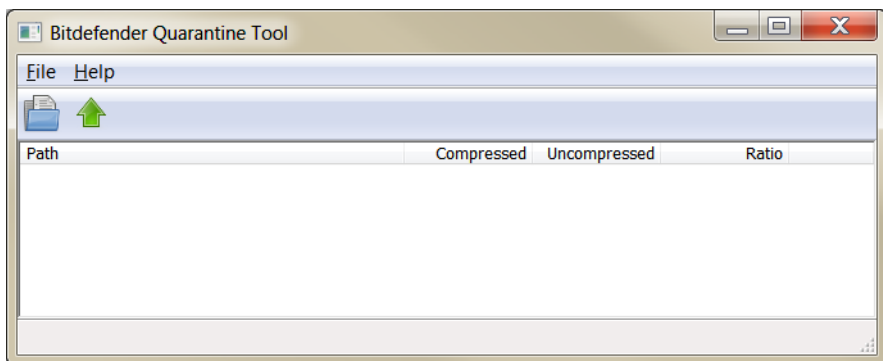 Bitdefender Quarantine Tool
File Help
Path Compressed Uncompressed Ratio